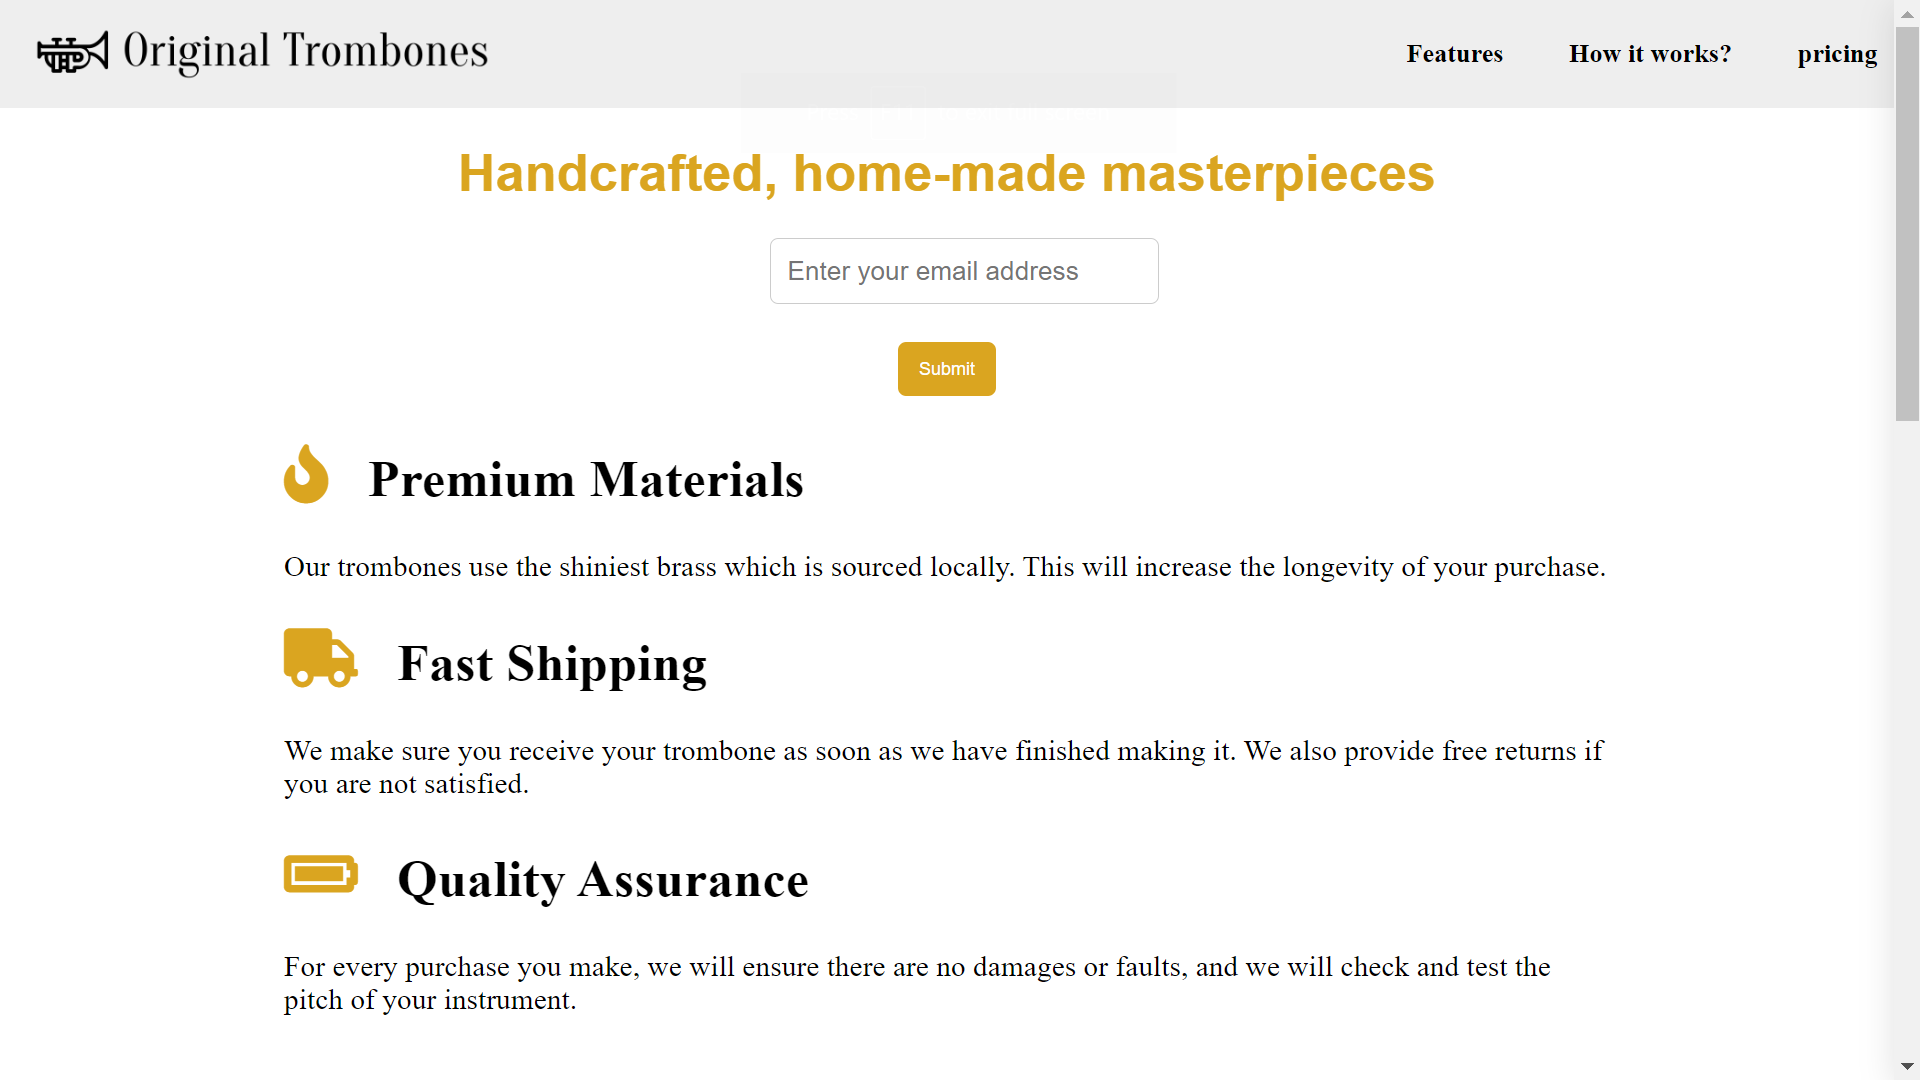 Original Trombones
Features
How it works?
pricing
Handcrafted, home-made masterpieces
Enter your email address
Submit
Premium Materials
Our trombones use the shiniest brass which is sourced locally. This will increase the longevity of your purchase.
Fast Shipping
We make sure you receive your trombone as soon as we have finished making it. We also provide free returns if
you are not satisfied.
Quality Assurance
For every purchase you make, we will ensure there are no damages or faults, and we will check and test the
pitch of your instrument.